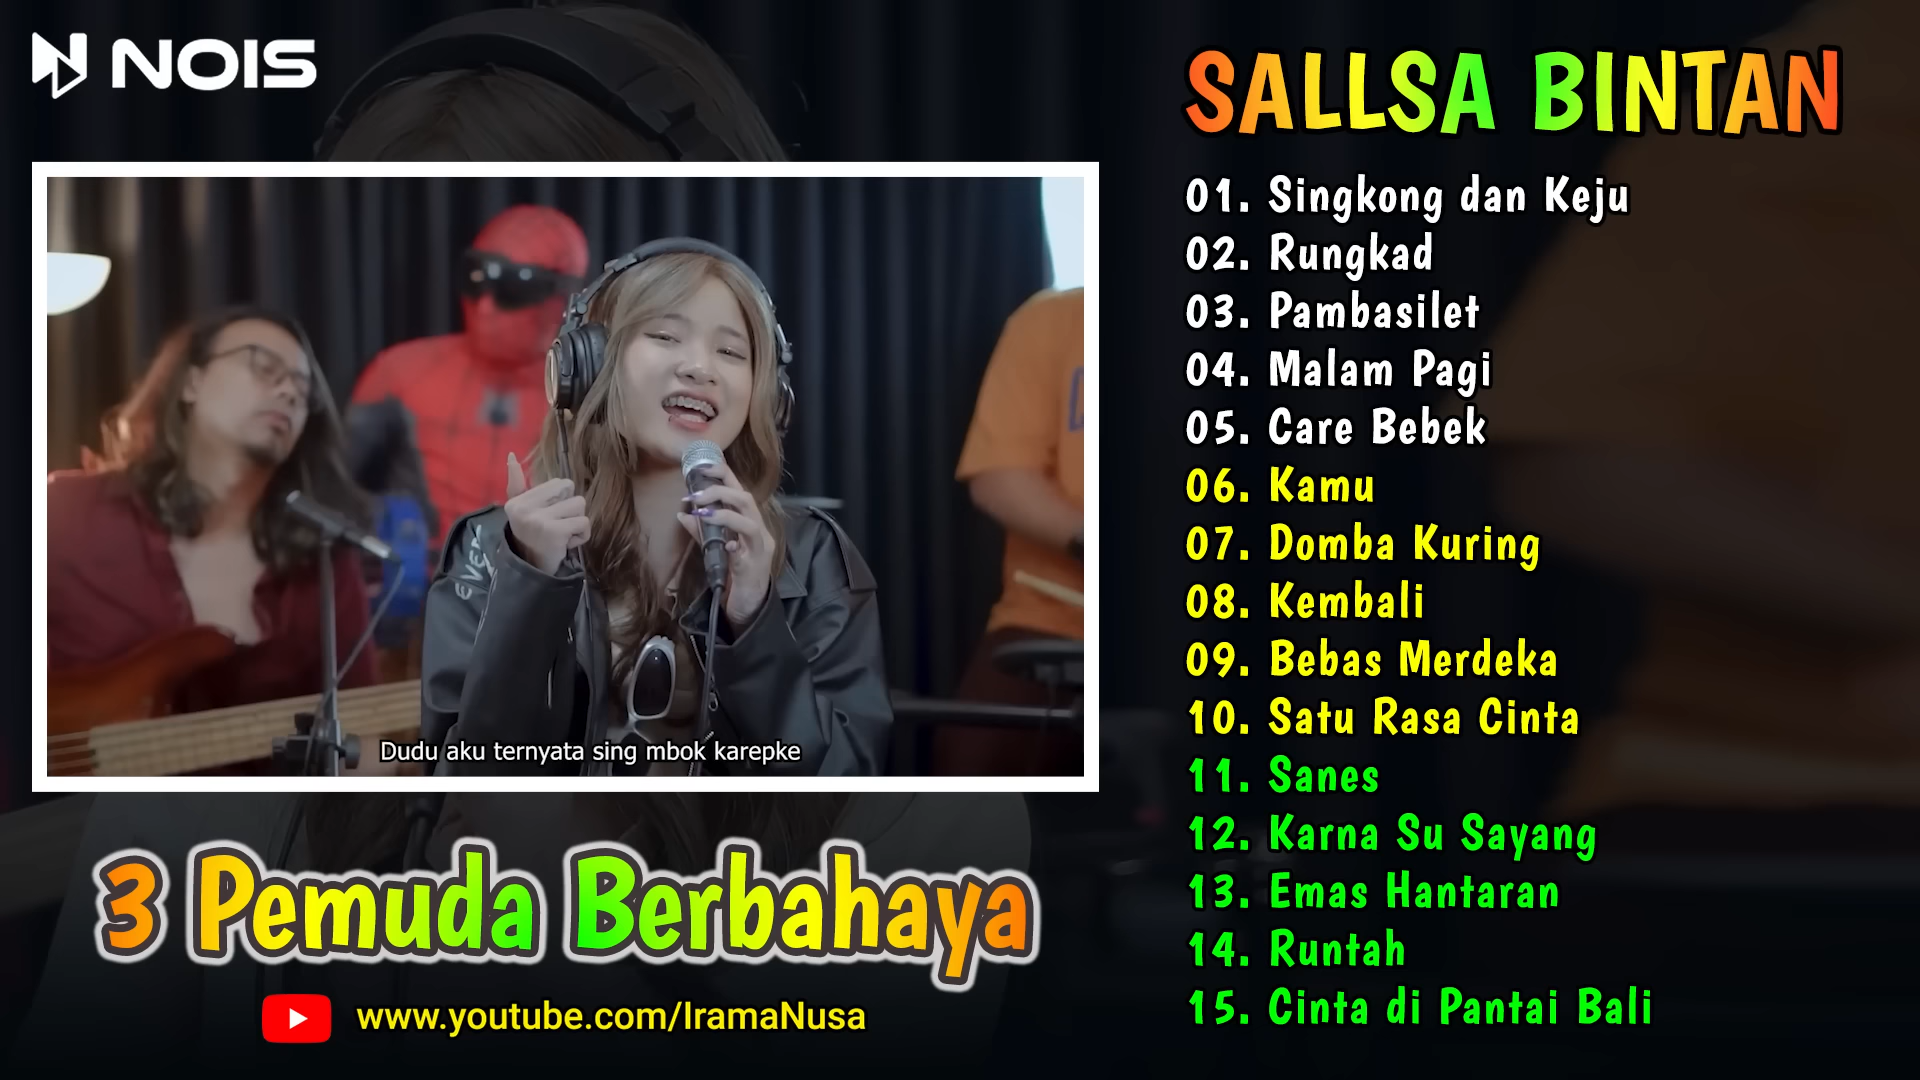 NOIS
SALLSA BINTAN
01. Singkong dan Keju
02. Rungkad
03. Pambasilet
04. Malam Pagi
05. Care Bebek
06. Kamu
07. Domba Kuring
08. Kembali
09. Bebas Merdeka
10. Satu Rasa Cinta
11. Sanes
12. Karna Su Sayang
13. Emas Hantaran
14. Runtah
15. Cinta di Pantai Bali
Dudu aku ternyata sing mbok karepke
3 Pemuda Berbahaya
www.youtube.com/IramaNusa